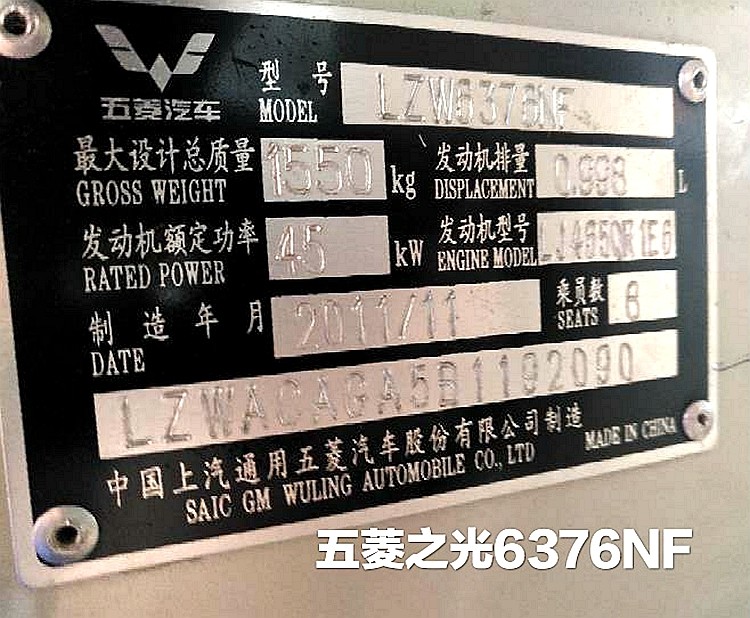 五菱汽车
型号 MODEL LZW6376NF
最大设计总质量 GROSS WEIGHT 1550 kg
发动机排量 DISPLACEMENT 0.998 L
发动机额定功率 RATED POWER 45 kW
发动机型号 ENGINE MODEL LJ465QR1E6
制造年月 DATE 2011/11
乘员数 SEATS 6
LZWACAGA5B1192090
中国上汽通用五菱汽车股份有限公司制造
SAIC GM WULING AUTOMOBILE CO., LTD
MADE IN CHINA
五菱之光6376NF